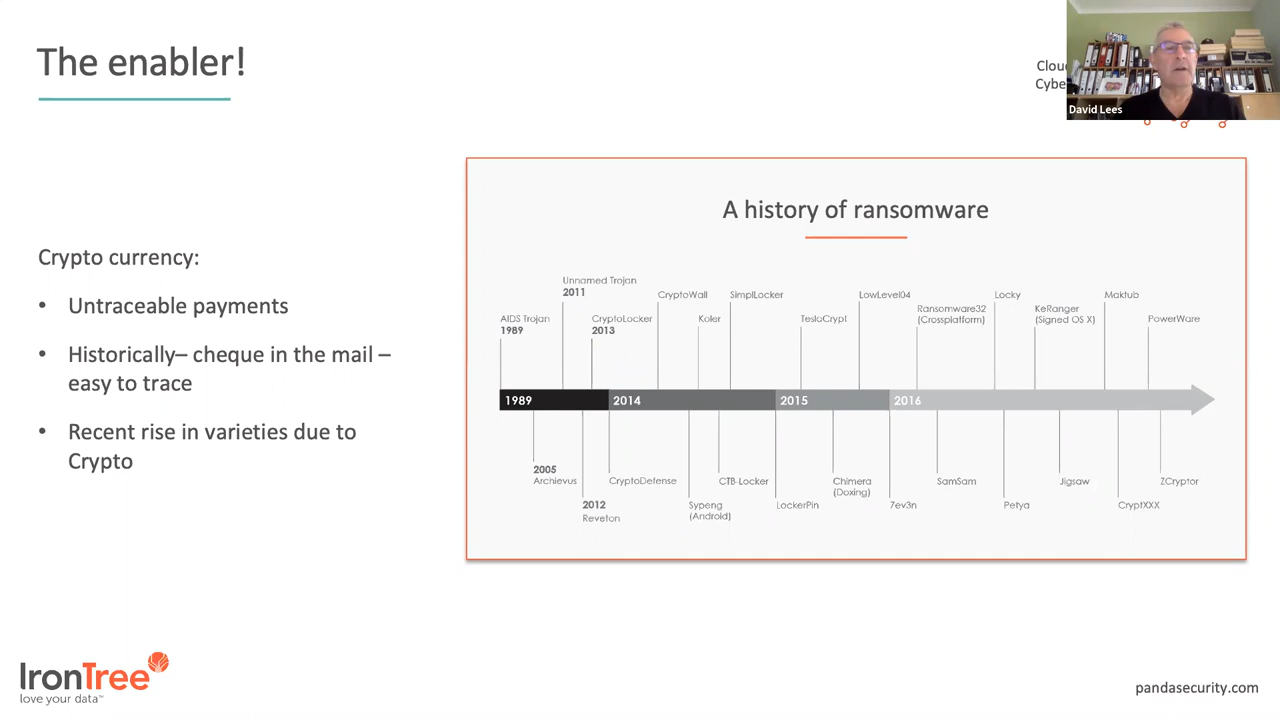 The enabler!
Cloud
Cybe
David Lees
Crypto currency:
• Untraceable payments
• Historically– cheque in the mail –
easy to trace
• Recent rise in varieties due to
Crypto
A history of ransomware
Unnamed Trojan
2011
CryptoWall
SimplLocker
LowLevel04
Locky
Maktub
Ransomware32
(Crossplatform)
KeRanger
(Signed OS X)
AIDS Trojan
1989
CryptoLocker
2013
Koler
TeslaCrypt
PowerWare
1989
2014
2015
2016
2005
Archievus
CryptoDefense
CTB-Locker
Chimera
(Doxing)
SamSam
Jigsaw
ZCryptor
2012
Reveton
Sypeng
(Android)
LockerPin
7ev3n
Petya
CryptXXX
IronTree
love your data™
pandasecurity.com